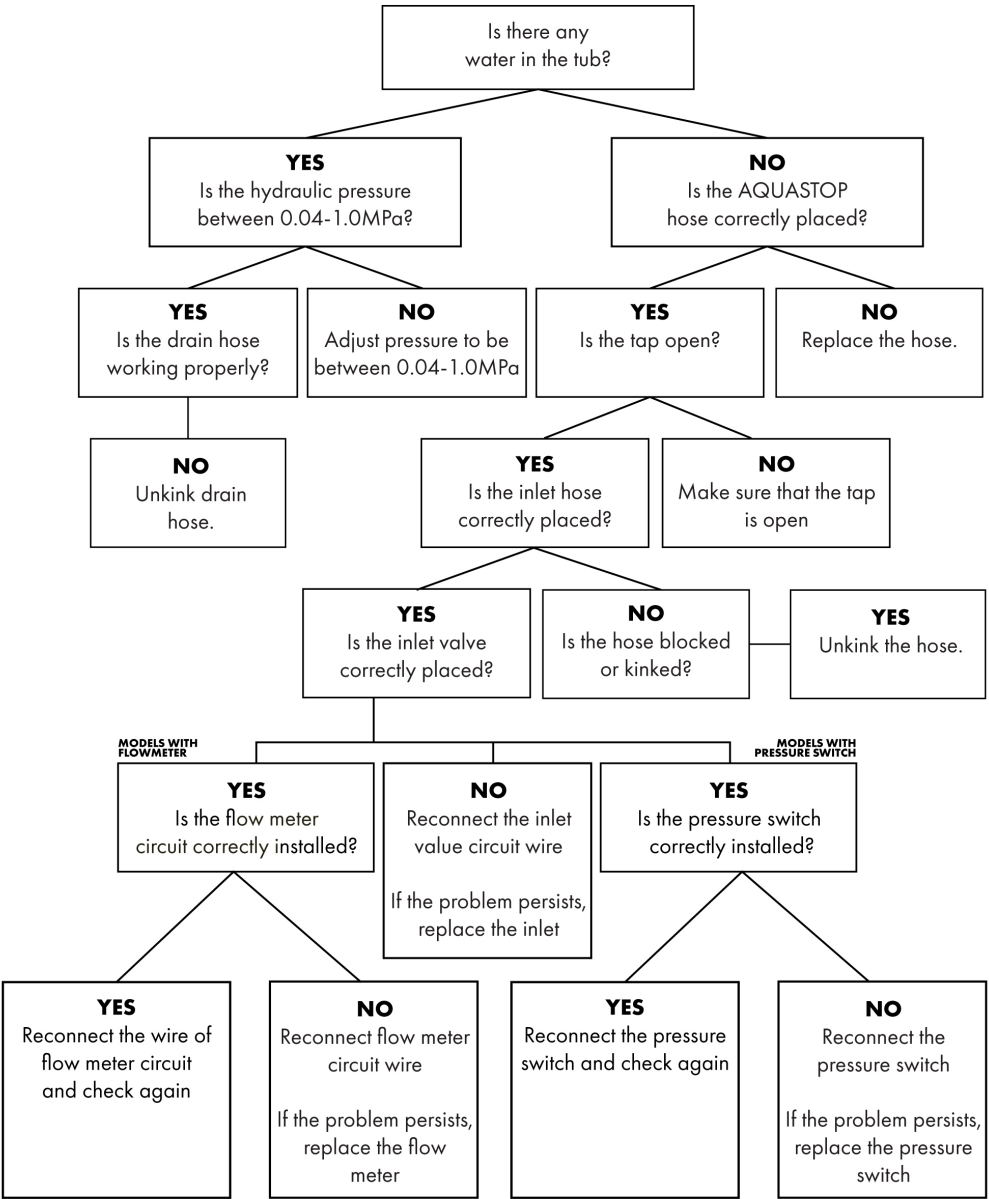 Is there any
water in the tub?
YES
Is the hydraulic pressure
between 0.04-1.0MPa?
NO
Is the AQUASTOP
hose correctly placed?
YES
Is the drain hose
working properly?
NO
Adjust pressure to be
between 0.04-1.0MPa
YES
Is the tap open?
NO
Replace the hose.
NO
Unkink drain
hose.
YES
Is the inlet hose
correctly placed?
NO
Make sure that the tap
is open
YES
Is the inlet valve
correctly placed?
NO
Is the hose blocked
or kinked?
YES
Unkink the hose.
MODELS WITH
FLOWMETER
MODELS WITH
PRESSURE SWITCH
YES
Is the flow meter
circuit correctly installed?
NO
Reconnect the inlet
value circuit wire
If the problem persists,
replace the inlet
YES
Is the pressure switch
correctly installed?
YES
Reconnect the wire of
flow meter circuit
and check again
NO
Reconnect flow meter
circuit wire
If the problem persists,
replace the flow
meter
YES
Reconnect the pressure
switch and check again
NO
Reconnect the
pressure switch
If the problem persists,
replace the pressure
switch